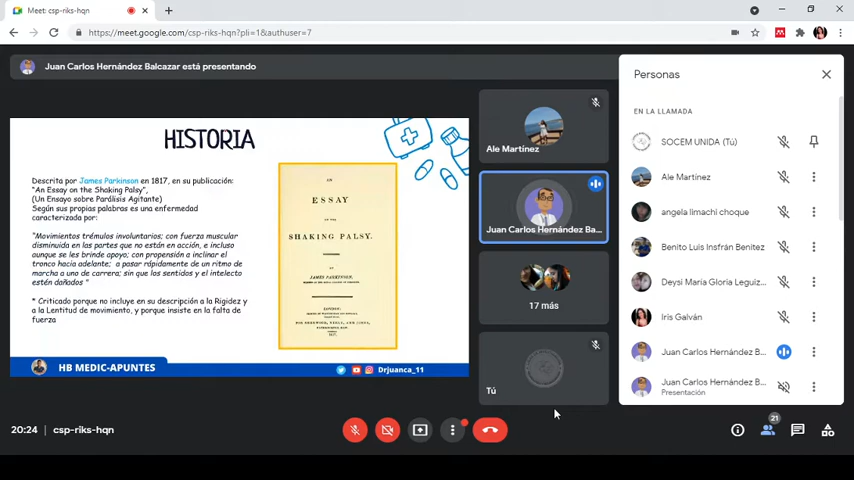 Meet: csp-riks-hqn
https://meet.google.com/csp-riks-hqn?pli=1&authuser=7
Juan Carlos Hernández Balcazar está presentando
HISTORIA
Descrita por James Parkinson en 1817, en su publicación:
"An Essay on the Shaking Palsy",
(Un Ensayo sobre Parálisis Agitante)
Según sus propias palabras es una enfermedad
caracterizada por:
"Movimientos trémulos involuntarios; con fuerza muscular
disminuida en las partes que no están en acción, e incluso
aunque se les brinde apoyo; con propensión a inclinar el
tronco hacia adelante; a pasar rápidamente de un ritmo de
marcha a uno de carrera; sin que los sentidos y el intelecto
estén dañados "
* Criticado porque no incluye en su descripción a la Rigidez y
a la Lentitud de movimiento, y porque insiste en la falta de
fuerza
ESSAY
ON THE
SHAKING PALSY.
BY
JAMES PARKINSON,
LONDON:
1817.
HB MEDIC-APUNTES
Drjuanca_11
Ale Martínez
Juan Carlos Hernández Ba...
17 más
Tú
Personas
EN LA LLAMADA
SOCEM UNIDA (Tú)
Ale Martínez
angela limachi choque
Benito Luis Insfrán Benitez
Deysi María Gloria Leguiz...
Iris Galván
Juan Carlos Hernández B...
Juan Carlos Hernández B...
Presentación
20:24
csp-riks-hqn
21